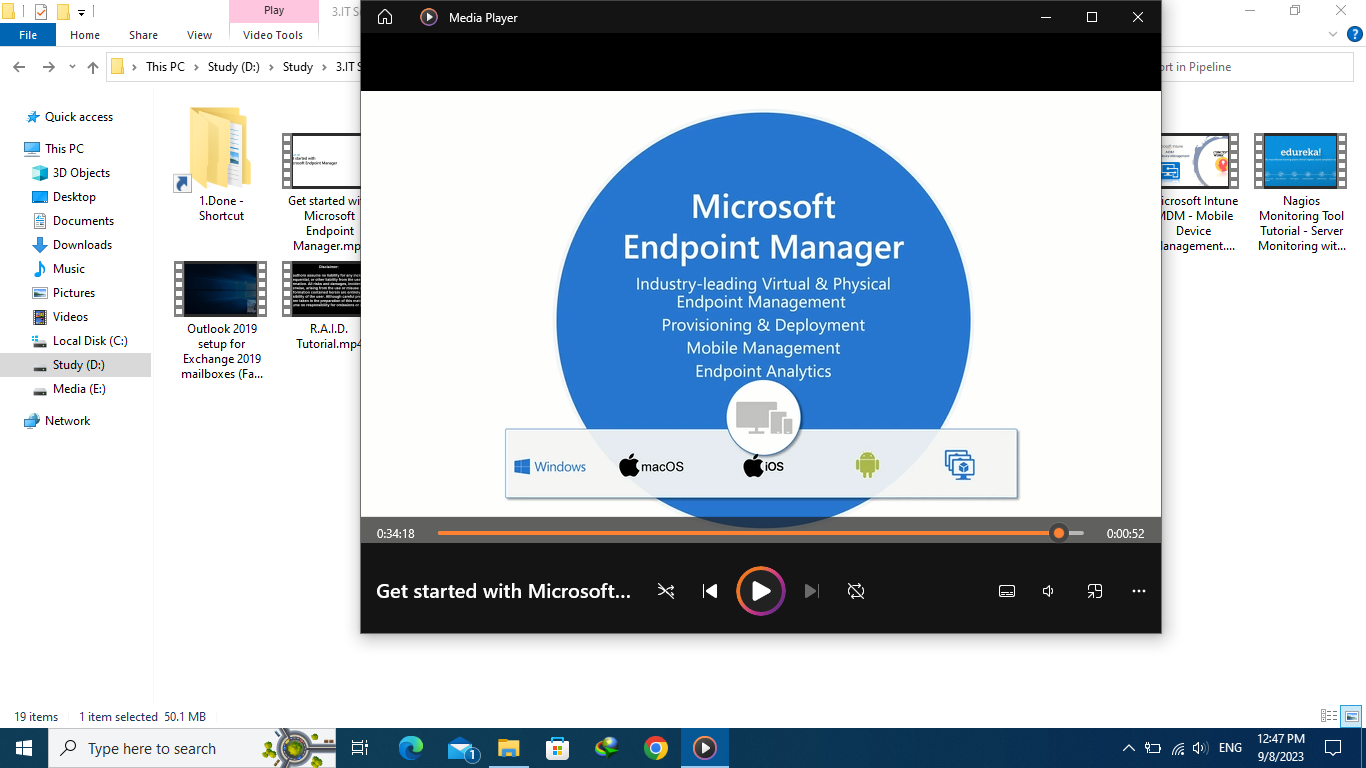 Play
3.IT S
File
Home
Share
View
Video Tools
This PC
Study (D:)
Study
3.IT S
ort in Pipeline
Quick access
This PC
3D Objects
Desktop
Documents
Downloads
Music
Pictures
Videos
Local Disk (C:)
Study (D:)
Media (E:)
Network
1.Done -
Shortcut
Get started wi
Microsoft
Endpoint
Manager.mp
Outlook 2019
setup for
Exchange 2019
mailboxes (Fa...
Disclaimer:
R.A.I.D.
Tutorial.mp4
icrosoft Intune
MDM - Mobile
Device
anagement....
edureka!
Nagios
Monitoring Tool
Tutorial - Server
Monitoring wit...
Media Player
Microsoft
Endpoint Manager
Industry-leading Virtual & Physical
Endpoint Management
Provisioning & Deployment
Mobile Management
Endpoint Analytics
Windows
macOS
iOS
0:34:18
0:00:52
Get started with Microsoft...
19 items
1 item selected 50.1 MB
Type here to search
1
ENG
12:47 PM
9/8/2023